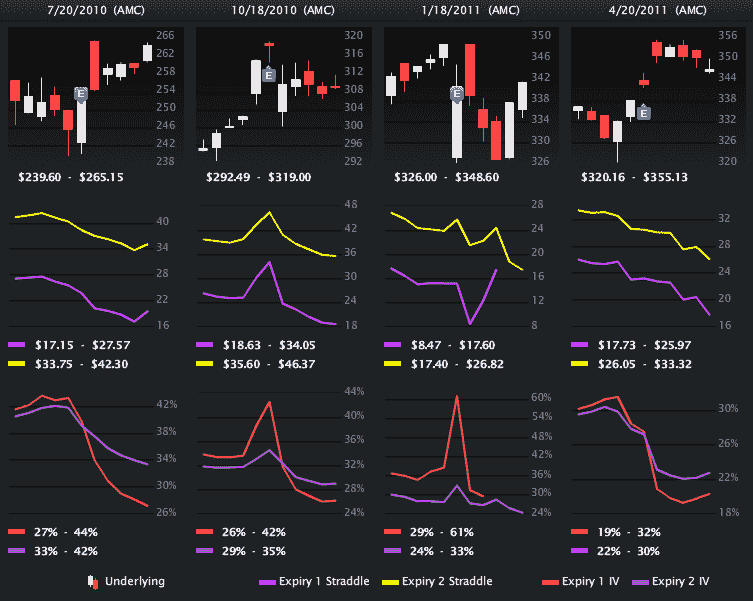 7/20/2010 (AMC) 10/18/2010 (AMC) 1/18/2011 (AMC) 4/20/2011 (AMC)
266 320 350 356
262 316 346 350
258 312 342 344
254 308 338 338
250 304 334 332
246 300 330 326
242 296 326 320
238 292
E E E E
$239.60 - $265.15 $292.49 - $319.00 $326.00 - $348.60 $320.16 - $355.13
40 48 28 32
34 42 24 28
28 36 20 24
22 30 16 20
16 24 12 16
18 8
$17.15 - $27.57 $18.63 - $34.05 $8.47 - $17.60 $17.73 - $25.97
$33.75 - $42.30 $35.60 - $46.37 $17.40 - $26.82 $26.05 - $33.32
42% 44% 60% 30%
38% 40% 54% 26%
34% 36% 48% 22%
30% 32% 42% 18%
26% 28% 36%
24% 30%
24%
27% - 44% 26% - 42% 29% - 61% 19% - 32%
33% - 42% 29% - 35% 24% - 33% 22% - 30%
Underlying Expiry 1 Straddle Expiry 2 Straddle Expiry 1 IV Expiry 2 IV